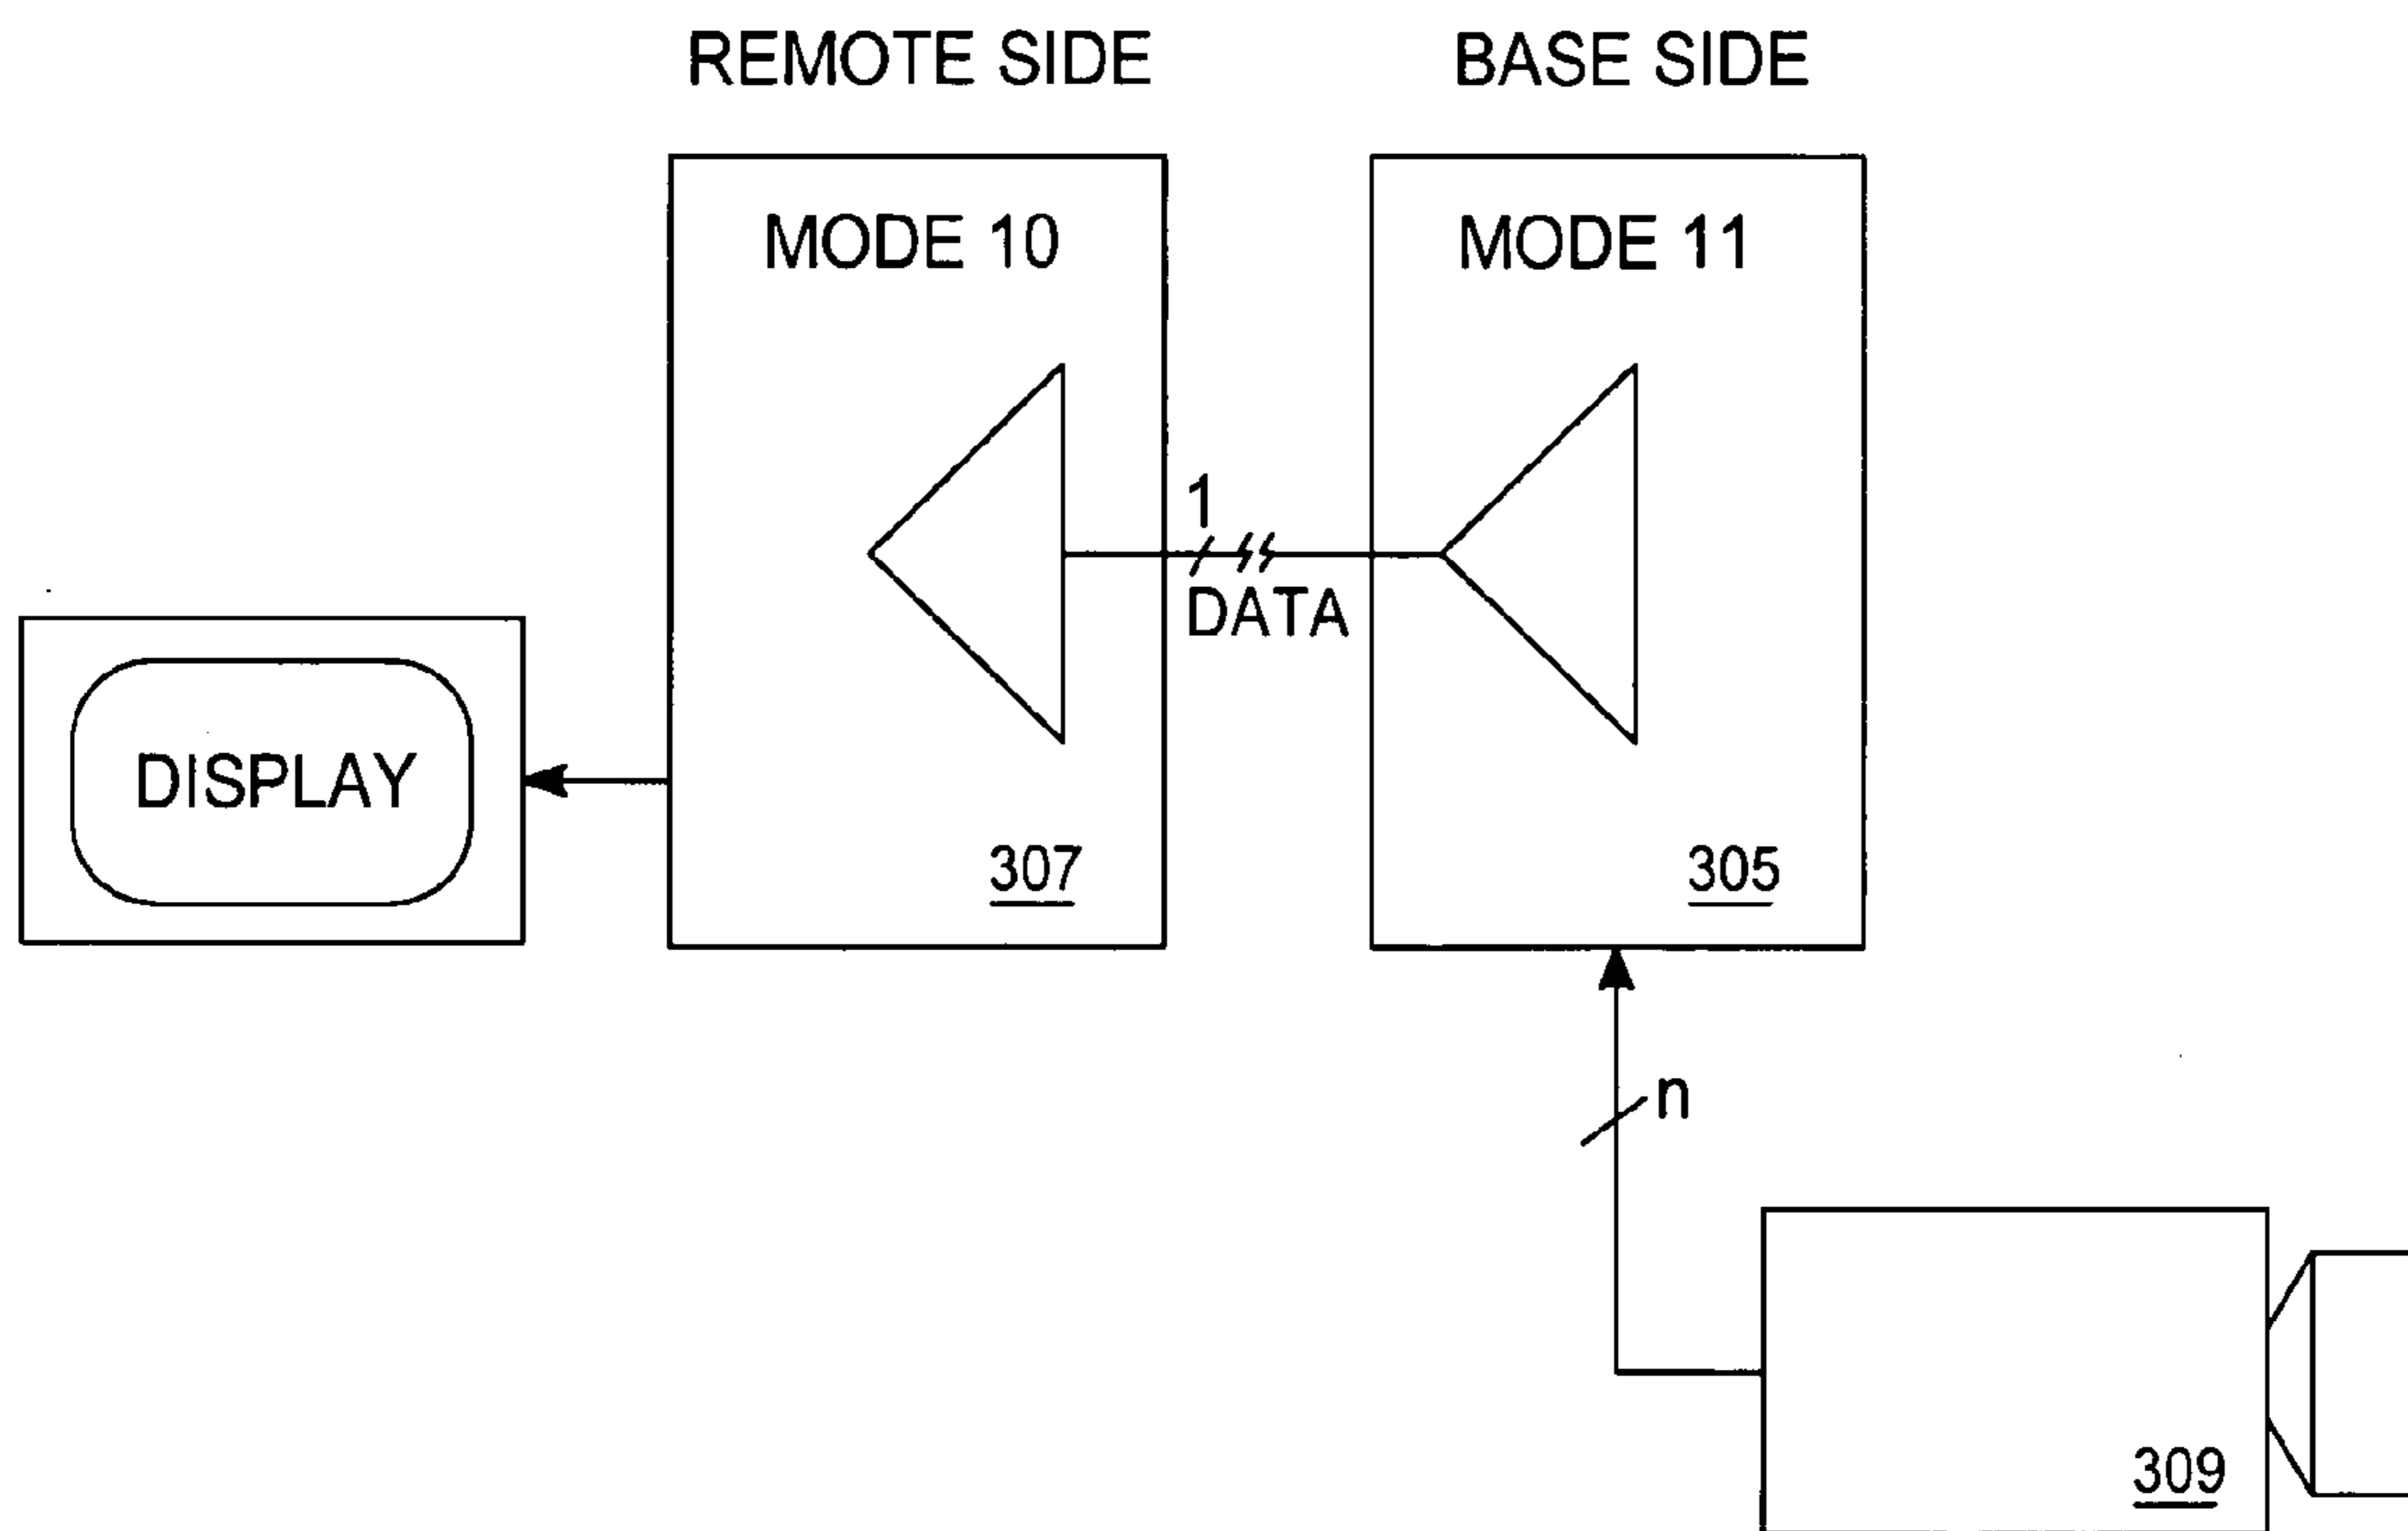 REMOTE SIDE
BASE SIDE
MODE 10
MODE 11
1
DATA
DISPLAY
307
305
n
309